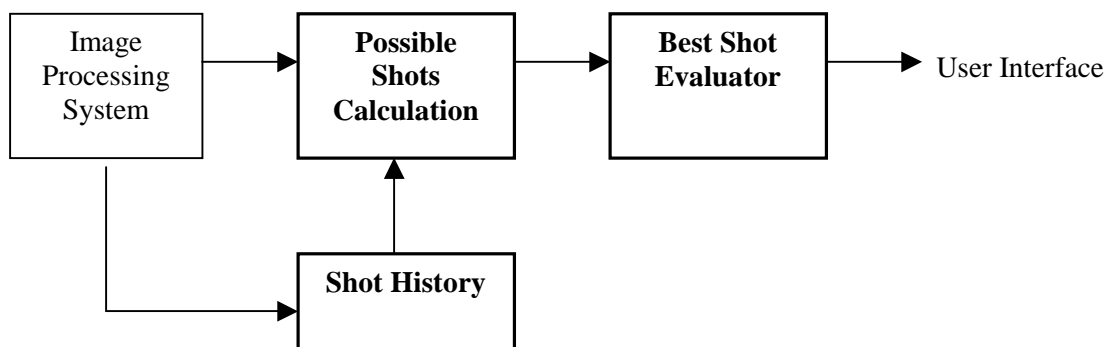 Image
Processing
System
Possible
Shots
Calculation
Best Shot
Evaluator
User Interface
Shot History